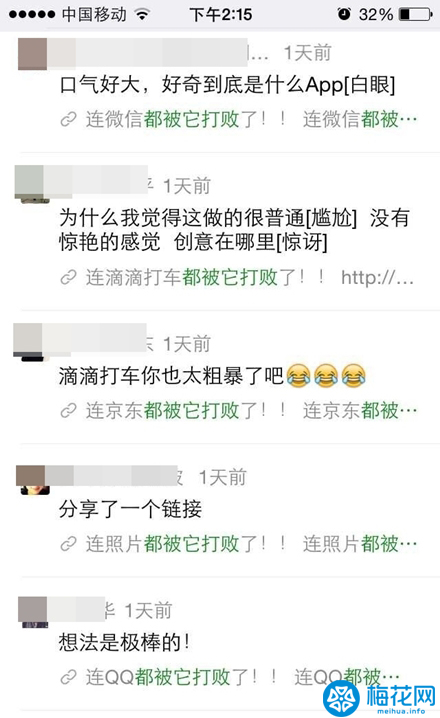 中国移动 下午2:15 32%
… 1天前
口气好大，好奇到底是什么App[白眼]
连微信都被它打败了！！ 连微信都被…
1天前
为什么我觉得这做的很普通[尴尬] 没有
惊艳的感觉 创意在哪里[惊讶]
连滴滴打车都被它打败了！！ http://…
东 1天前
滴滴打车你也太粗暴了吧😂😂😂
连京东都被它打败了！！ 连京东都被…
1天前
分享了一个链接
连照片都被它打败了！！ 连照片都被…
华 1天前
想法是极棒的！
连QQ都被它打败了！！ 连QQ都被…
梅花网
meihua.info